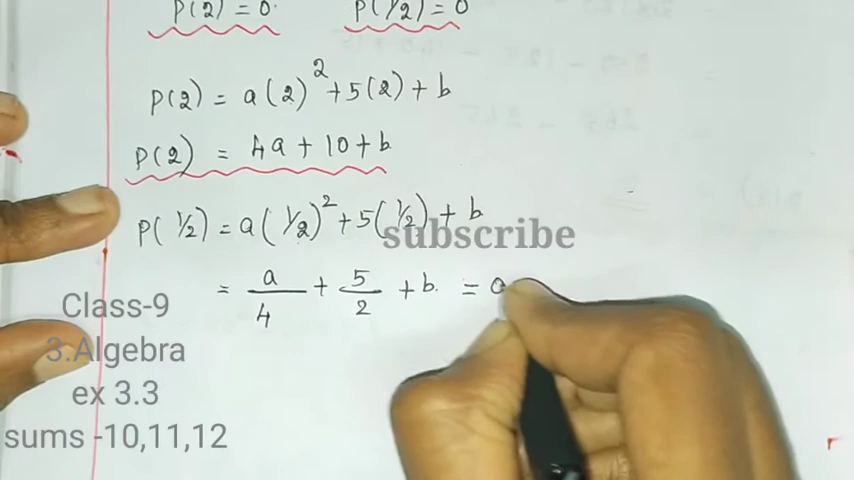 P(2) = 0. P(1/2) = 0
P(2) = a(2)² + 5(2) + b
P(2) = 4a + 10 + b
P(1/2) = a(1/2)² + 5(1/2) + b
subscribe
= a/4 + 5/2 + b. = 0
Class-9
3.Algebra
ex 3.3
sums -10,11,12